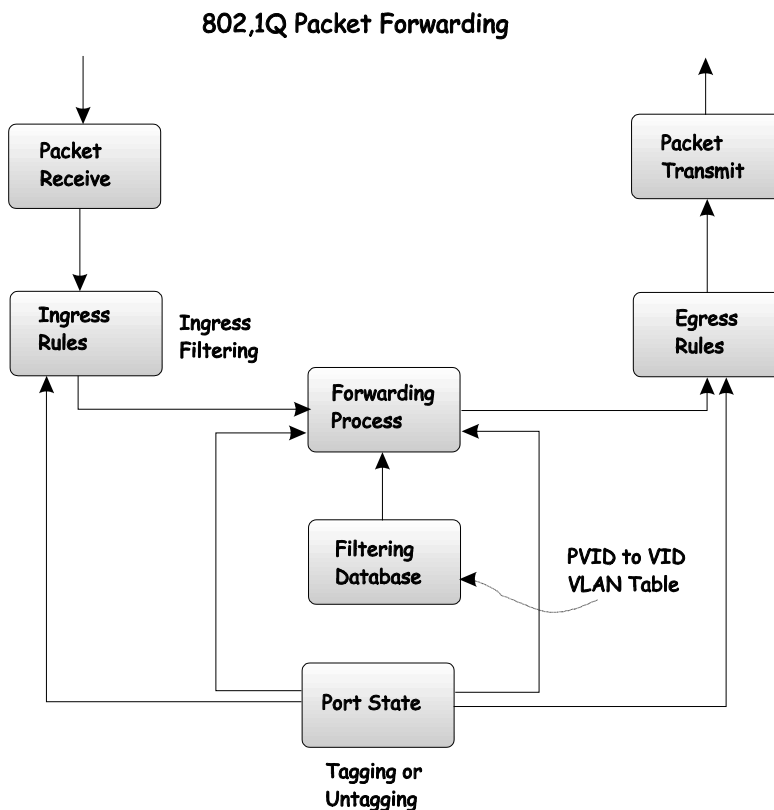 802,1Q Packet Forwarding
Packet
Receive
Packet
Transmit
Ingress
Rules
Ingress
Filtering
Egress
Rules
Forwarding
Process
Filtering
Database
PVID to VID
VLAN Table
Port State
Tagging or
Untagging